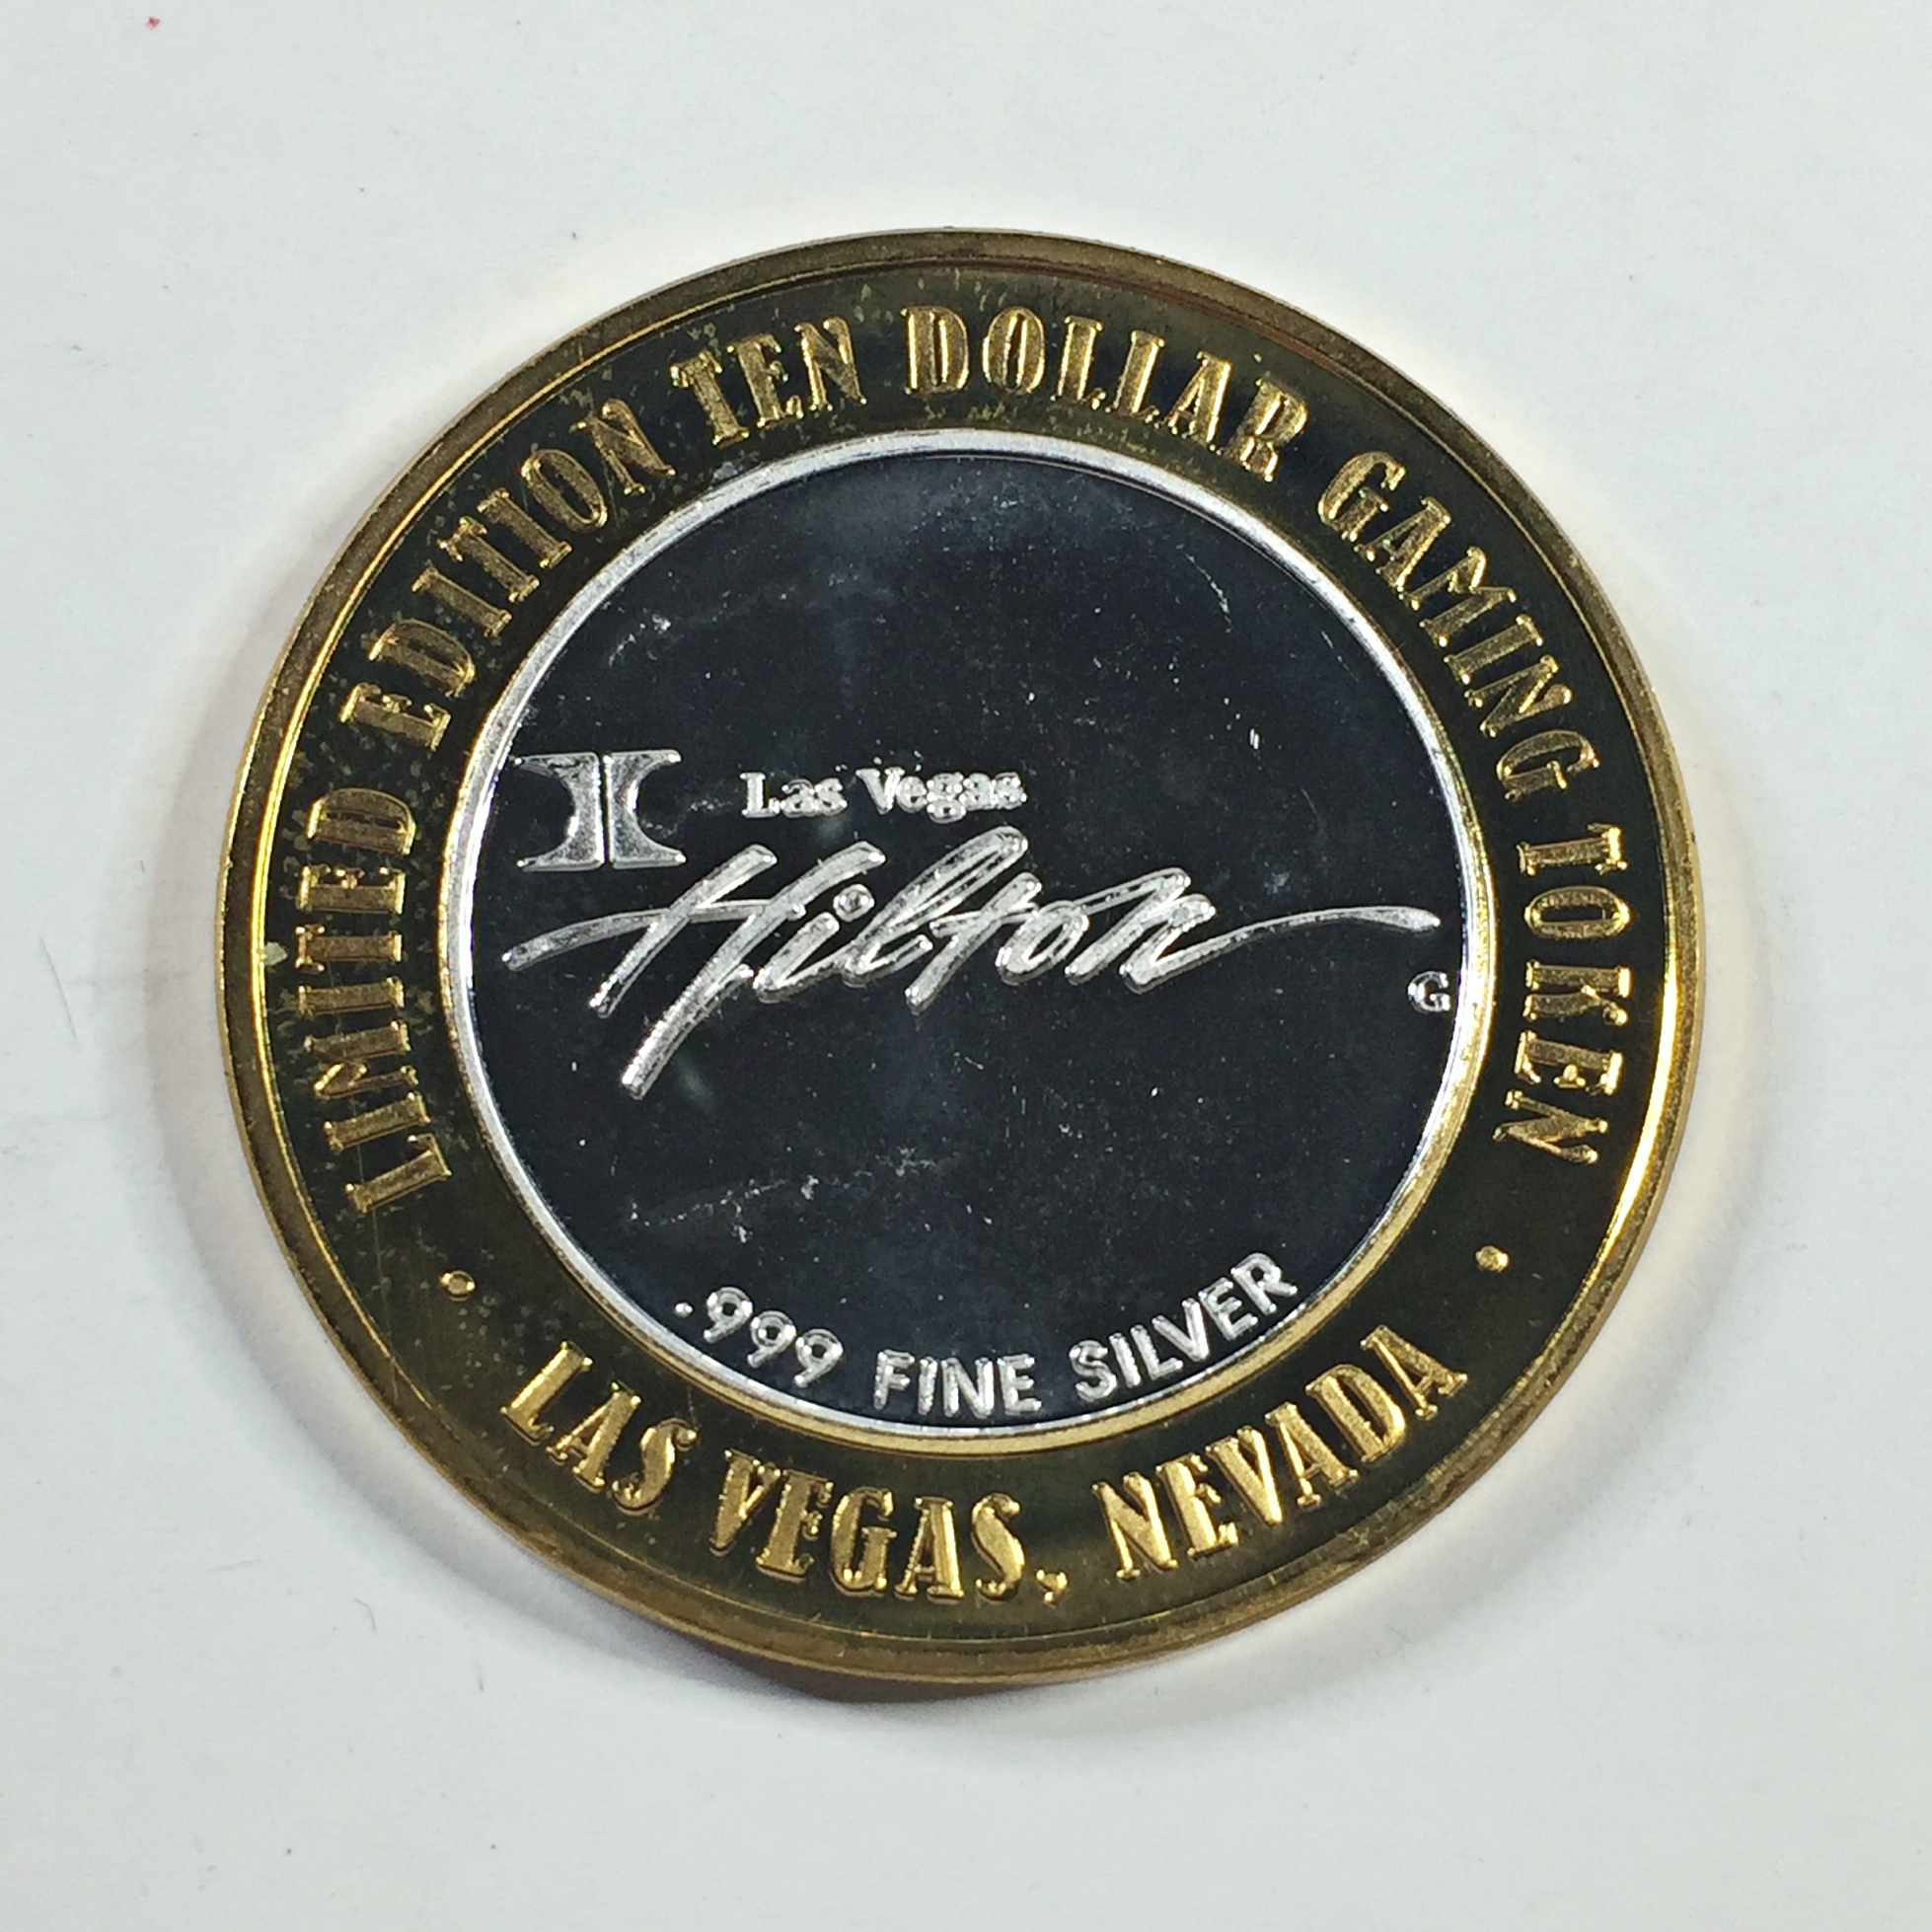 LIMITED EDITION TEN DOLLAR GAMING TOKEN
Las Vegas
Hilton
G
.999 FINE SILVER
• LAS VEGAS, NEVADA •